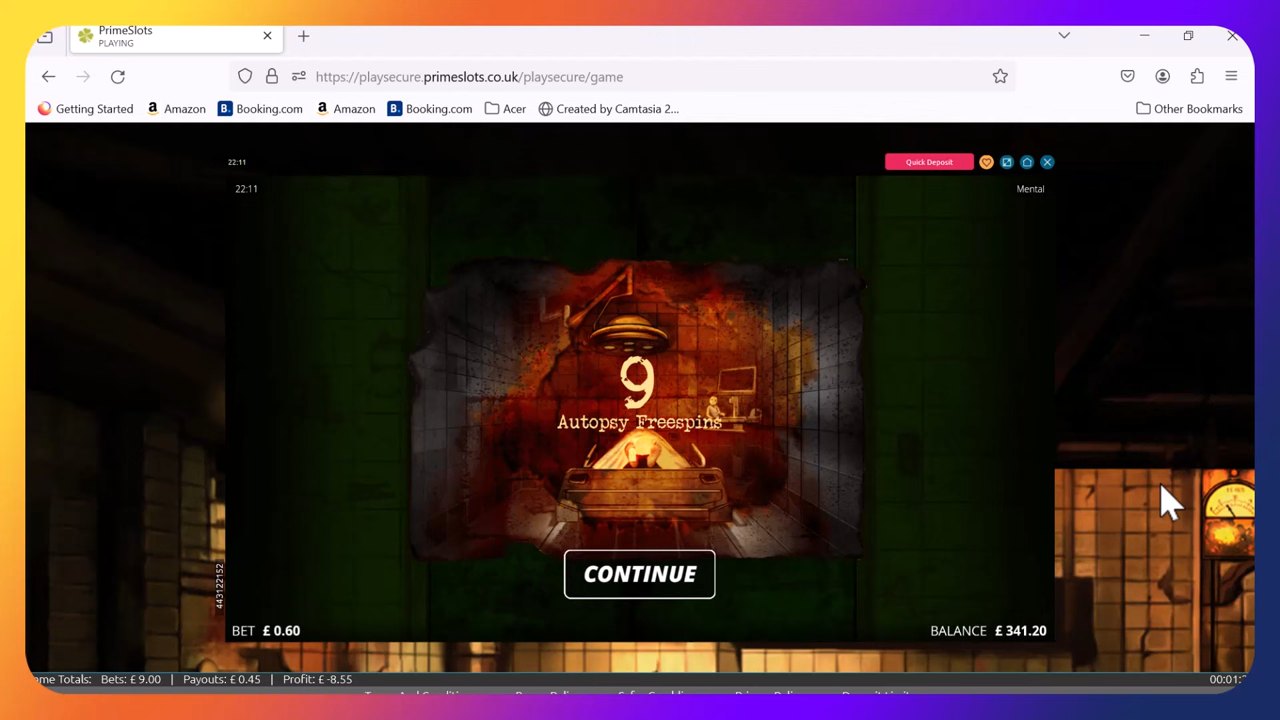 PrimeSlots
PLAYING
https://playsecure.primeslots.co.uk/playsecure/game
Getting Started
Amazon
B. Booking.com
Amazon
B. Booking.com
Acer
Created by Camtasia 2...
Other Bookmarks
22:11
Quick Deposit
22:11
Mental
9
Autopsy Freespins
CONTINUE
443122152
BET £ 0.60
BALANCE £ 341.20
ame Totals: Bets: £ 9.00 | Payouts: £ 0.45 | Profit: £ -8.55
00:01: